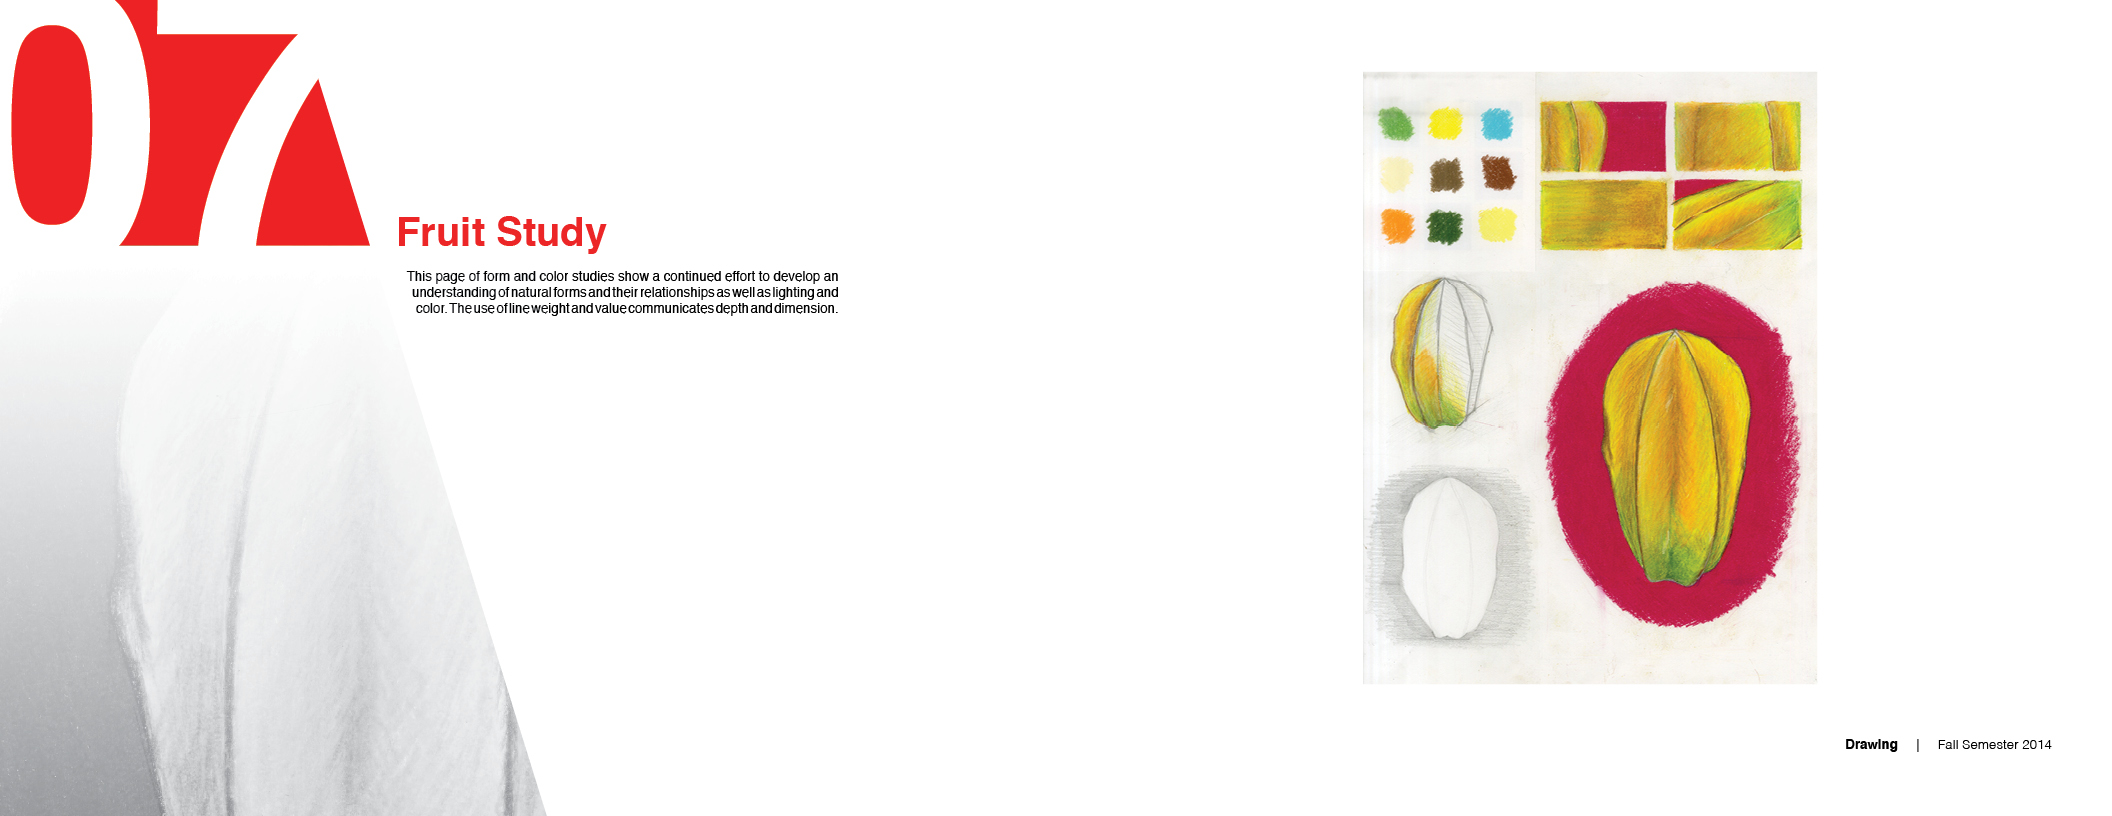 07
Fruit Study
This page of form and color studies show a continued effort to develop an
understanding of natural forms and their relationships as well as lighting and
color. The use of line weight and value communicates depth and dimension.
Drawing | Fall Semester 2014